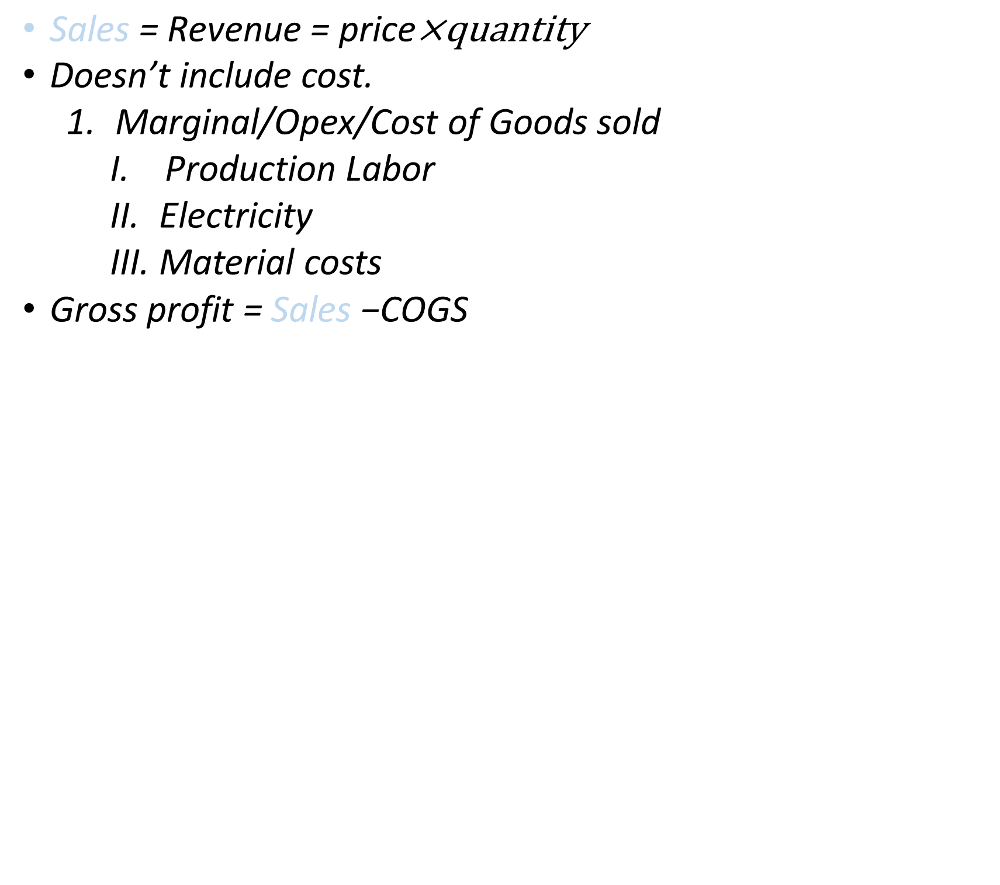 • Sales = Revenue = price×quantity
• Doesn’t include cost.
1. Marginal/Opex/Cost of Goods sold
I. Production Labor
II. Electricity
III. Material costs
• Gross profit = Sales −COGS